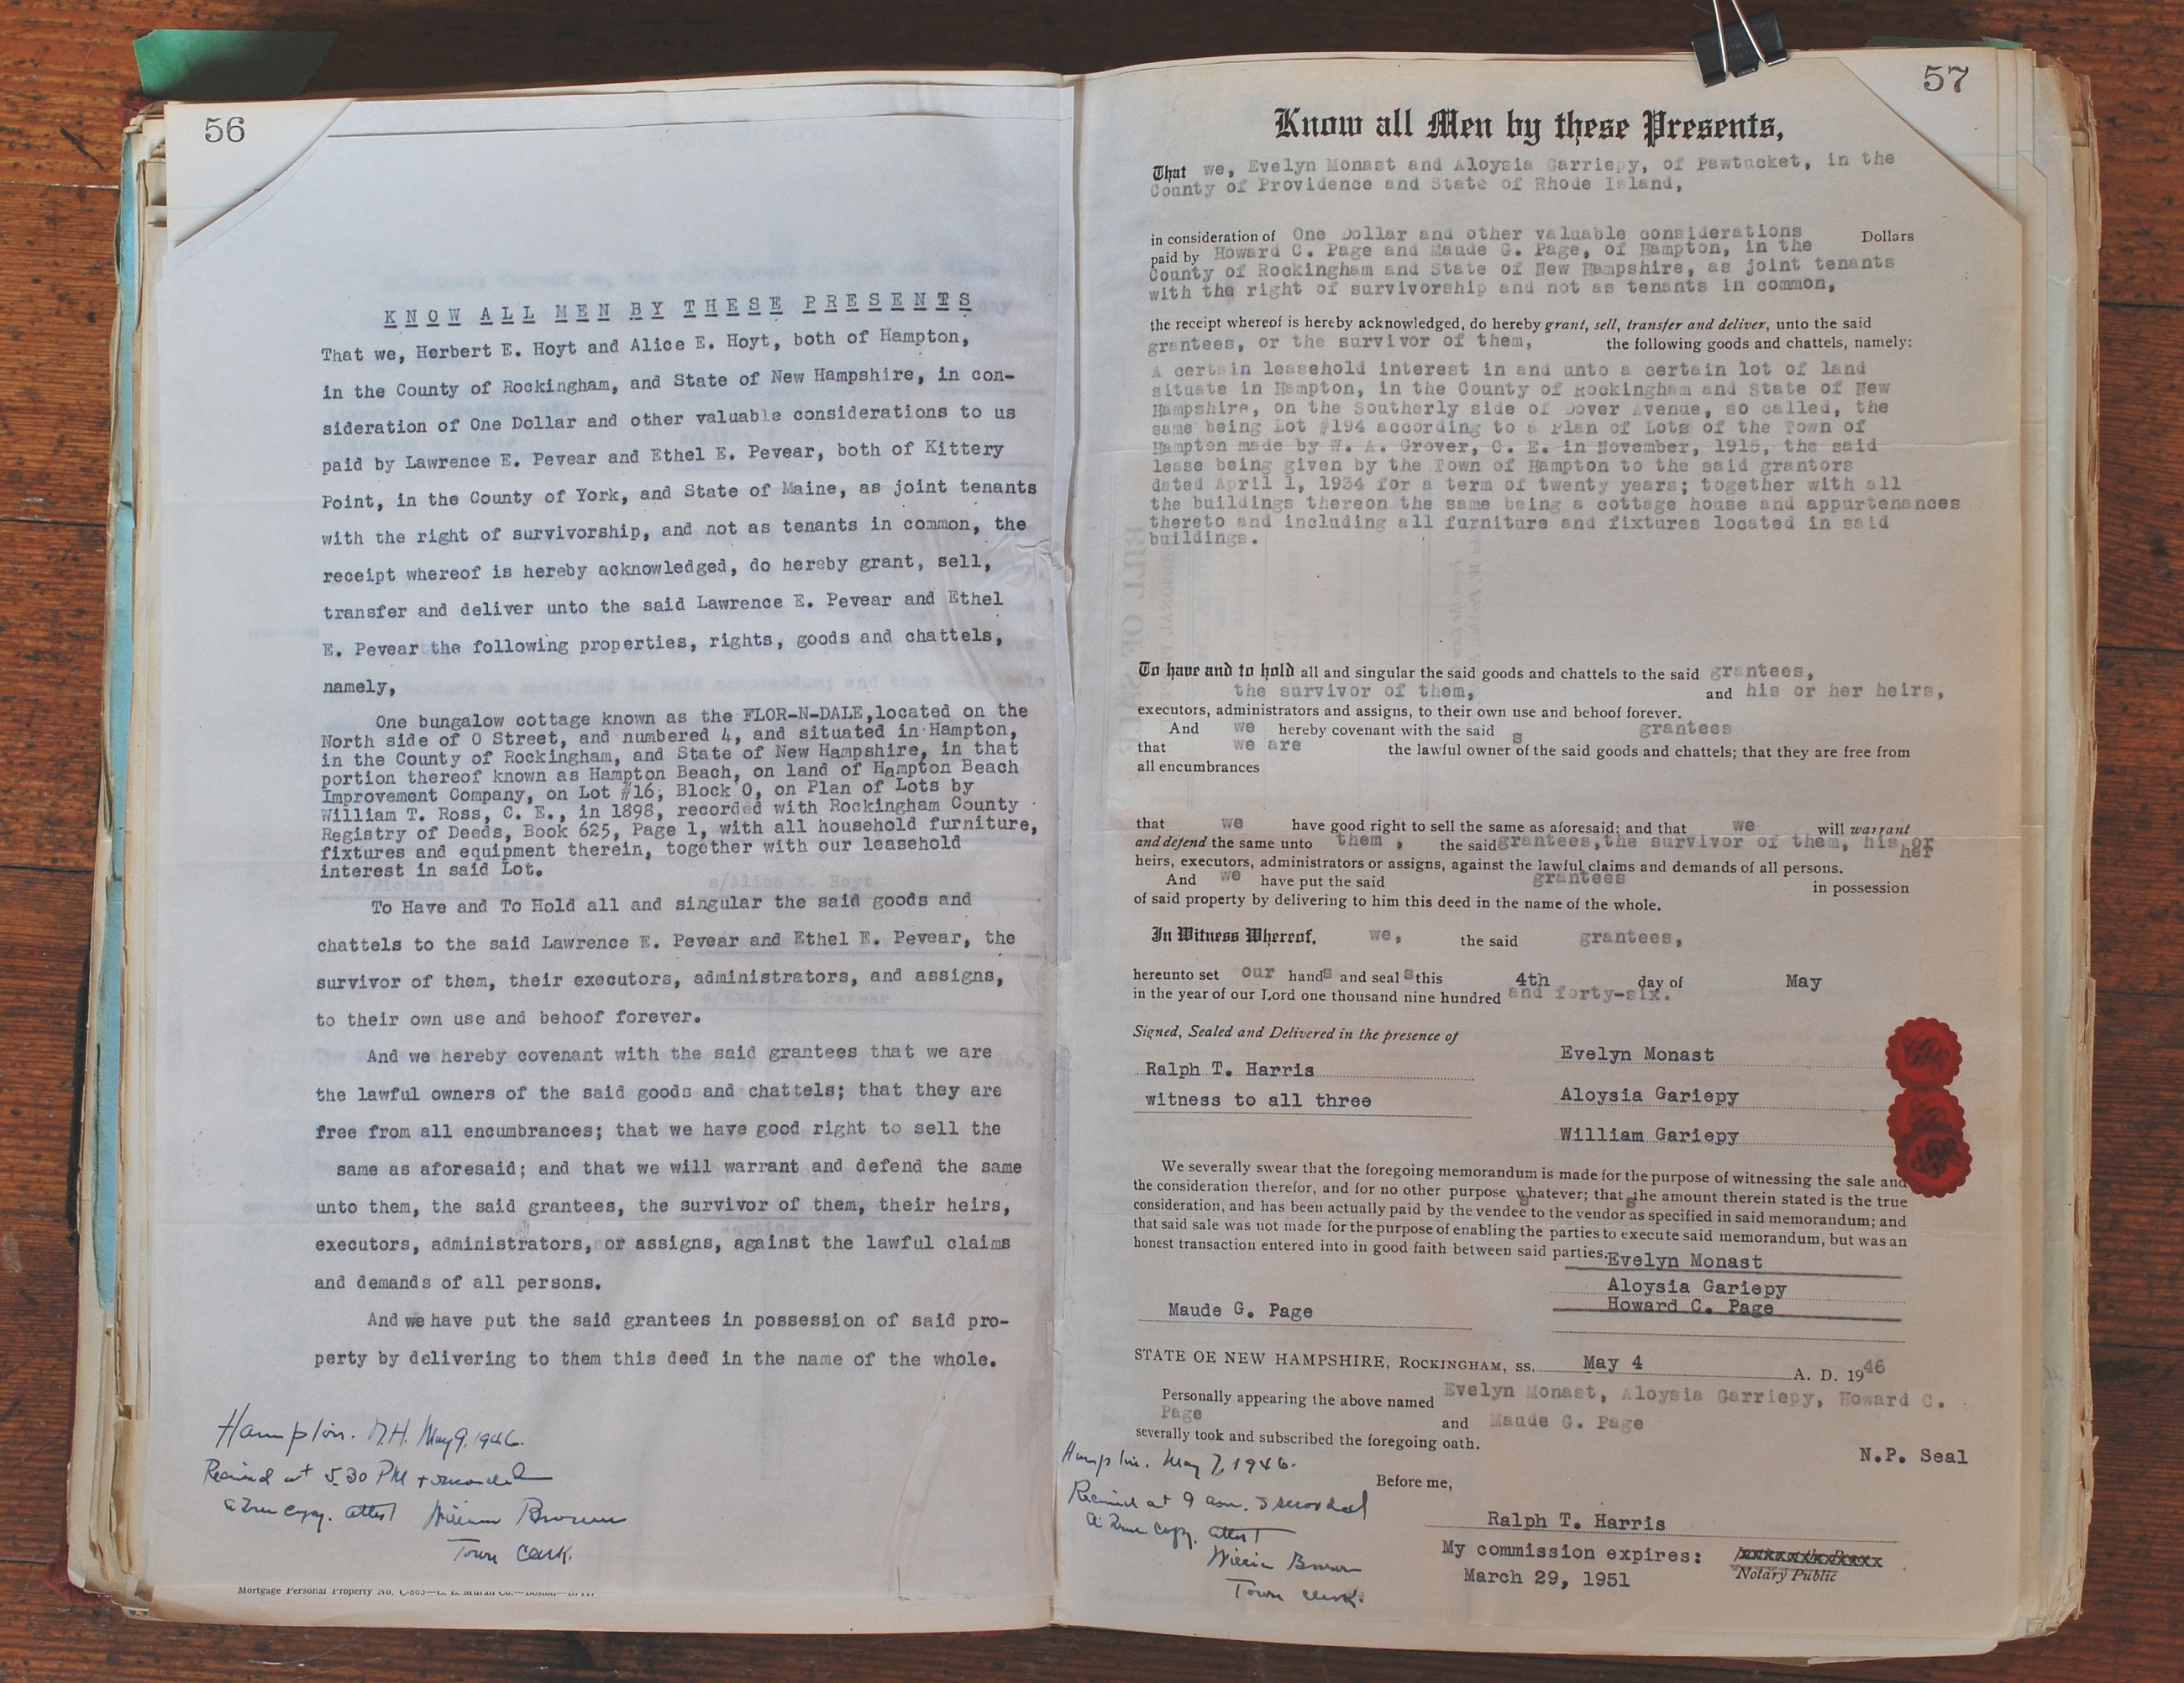 56
KNOW ALL MEN BY THESE PRESENTS
That we, Herbert E. Hoyt and Alice E. Hoyt, both of Hampton,
in the County of Rockingham, and State of New Hampshire, in con-
sideration of One Dollar and other valuable considerations to us
paid by Lawrence E. Pevear and Ethel E. Pevear, both of Kittery
Point, in the County of York, and State of Maine, as joint tenants
with the right of survivorship, and not as tenants in common, the
receipt whereof is hereby acknowledged, do hereby grant, sell,
transfer and deliver unto the said Lawrence E. Pevear and Ethel
E. Pevear the following properties, rights, goods and chattels,
namely,
One bungalow cottage known as the FLOR-N-DALE, located on the
North side of O Street, and numbered 4, and situated in Hampton,
in the County of Rockingham, and State of New Hampshire, in that
portion thereof known as Hampton Beach, on land of Hampton Beach
Improvement Company, on Lot #16, Block O, on Plan of Lots by
William T. Ross, C. E., in 1898, recorded with Rockingham County
Registry of Deeds, Book 625, Page 1, with all household furniture,
fixtures and equipment therein, together with our leasehold
interest in said Lot.
To Have and To Hold all and singular the said goods and
chattels to the said Lawrence E. Pevear and Ethel E. Pevear, the
survivor of them, their executors, administrators, and assigns,
to their own use and behoof forever.
And we hereby covenant with the said grantees that we are
the lawful owners of the said goods and chattels; that they are
free from all encumbrances; that we have good right to sell the
same as aforesaid; and that we will warrant and defend the same
unto them, the said grantees, the survivor of them, their heirs,
executors, administrators, or assigns, against the lawful claims
and demands of all persons.
And we have put the said grantees in possession of said pro-
perty by delivering to them this deed in the name of the whole.
Hampton. N.H. May 9, 1946.
Received at 5.30 PM + recorded
a True copy. attest William Brown
Town Clerk.
Mortgage Personal Property No.
57
Know all Men by these Presents,
That we, Evelyn Monast and Aloysia Garriepy, of Pawtucket, in the
County of Providence and State of Rhode Island,
in consideration of One Dollar and other valuable considerations Dollars
paid by Howard C. Page and Maude G. Page, of Hampton, in the
County of Rockingham and State of New Hampshire, as joint tenants
with the right of survivorship and not as tenants in common,
the receipt whereof is hereby acknowledged, do hereby grant, sell, transfer and deliver, unto the said
grantees, or the survivor of them, the following goods and chattels, namely:
A certain leasehold interest in and unto a certain lot of land
situate in Hampton, in the County of Rockingham and State of New
Hampshire, on the Southerly side of Dover Avenue, so called, the
same being Lot #194 according to a Plan of Lots of the Town of
Hampton made by W. A. Grover, C. E. in November, 1915, the said
lease being given by the Town of Hampton to the said grantors
dated April 1, 1934 for a term of twenty years; together with all
the buildings thereon the same being a cottage house and appurtenances
thereto and including all furniture and fixtures located in said
buildings.
To have and to hold all and singular the said goods and chattels to the said grantees,
the survivor of them, and his or her heirs,
executors, administrators and assigns, to their own use and behoof forever.
And we hereby covenant with the said grantees
that we are the lawful owners of the said goods and chattels; that they are free from
all encumbrances
that we have good right to sell the same as aforesaid; and that we will warrant
and defend the same unto them, the said grantees, the survivor of them, his or her
heirs, executors, administrators or assigns, against the lawful claims and demands of all persons.
And we have put the said grantees in possession
of said property by delivering to him this deed in the name of the whole.
In Witness Whereof, we, the said grantees,
hereunto set our hands and seals this 4th day of May
in the year of our Lord one thousand nine hundred and forty-six.
Signed, Sealed and Delivered in the presence of
Evelyn Monast
Ralph T. Harris
Aloysia Gariepy
witness to all three
William Gariepy
We severally swear that the foregoing memorandum is made for the purpose of witnessing the sale and
the consideration therefor, and for no other purpose whatever; that the amount therein stated is the true
consideration, and has been actually paid by the vendees to the vendors as specified in said memorandum; and
that said sale was not made for the purpose of enabling the parties to execute said memorandum, but was an
honest transaction entered into in good faith between said parties.
Evelyn Monast
Aloysia Gariepy
Maude G. Page Howard C. Page
STATE OF NEW HAMPSHIRE, ROCKINGHAM, SS. May 4 A. D. 1946
Personally appearing the above named Evelyn Monast, Aloysia Garriepy, Howard C.
Page and Maude G. Page
severally took and subscribed the foregoing oath.
N.P. Seal
Before me,
Ralph T. Harris
My commission expires:
March 29, 1951
Notary Public
Hampton. May 7, 1946.
Received at 9 am. & recorded
A True Copy. attest
William Brown
Town Clerk.